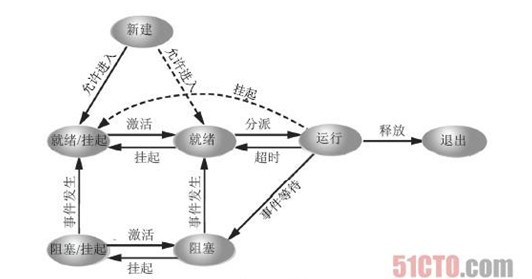 新建
允许进入
允许进入
挂起
就绪/挂起
激活
挂起
就绪
分派
超时
运行
释放
退出
事件发生
事件发生
事件等待
阻塞/挂起
激活
挂起
阻塞
51CTO.com